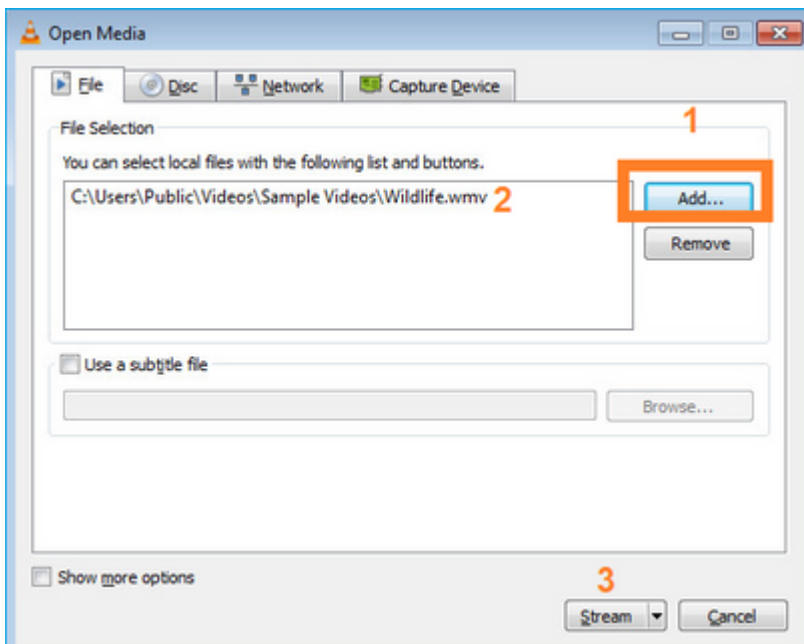 Open Media
File Disc Network Capture Device
1
File Selection
You can select local files with the following list and buttons.
C:\Users\Public\Videos\Sample Videos\Wildlife.wmv 2
Add...
Remove
Use a subtitle file
Browse...
Show more options
3
Stream Cancel